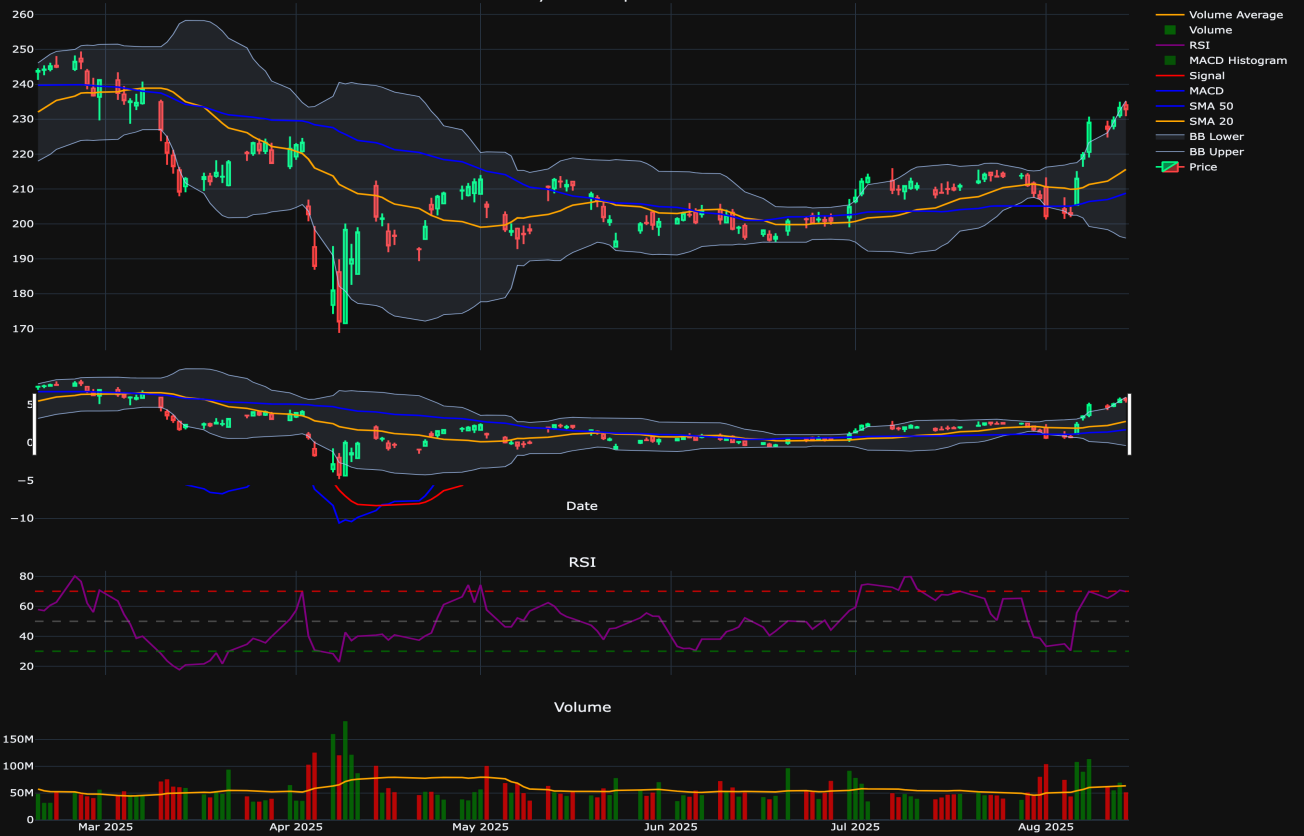 260
250
240
230
220
210
200
190
180
170
Volume Average
Volume
RSI
MACD Histogram
Signal
MACD
SMA 50
SMA 20
BB Lower
BB Upper
Price
5
0
−5
−10
Date
RSI
80
60
40
20
Volume
150M
100M
50M
0
Mar 2025 Apr 2025 May 2025 Jun 2025 Jul 2025 Aug 2025